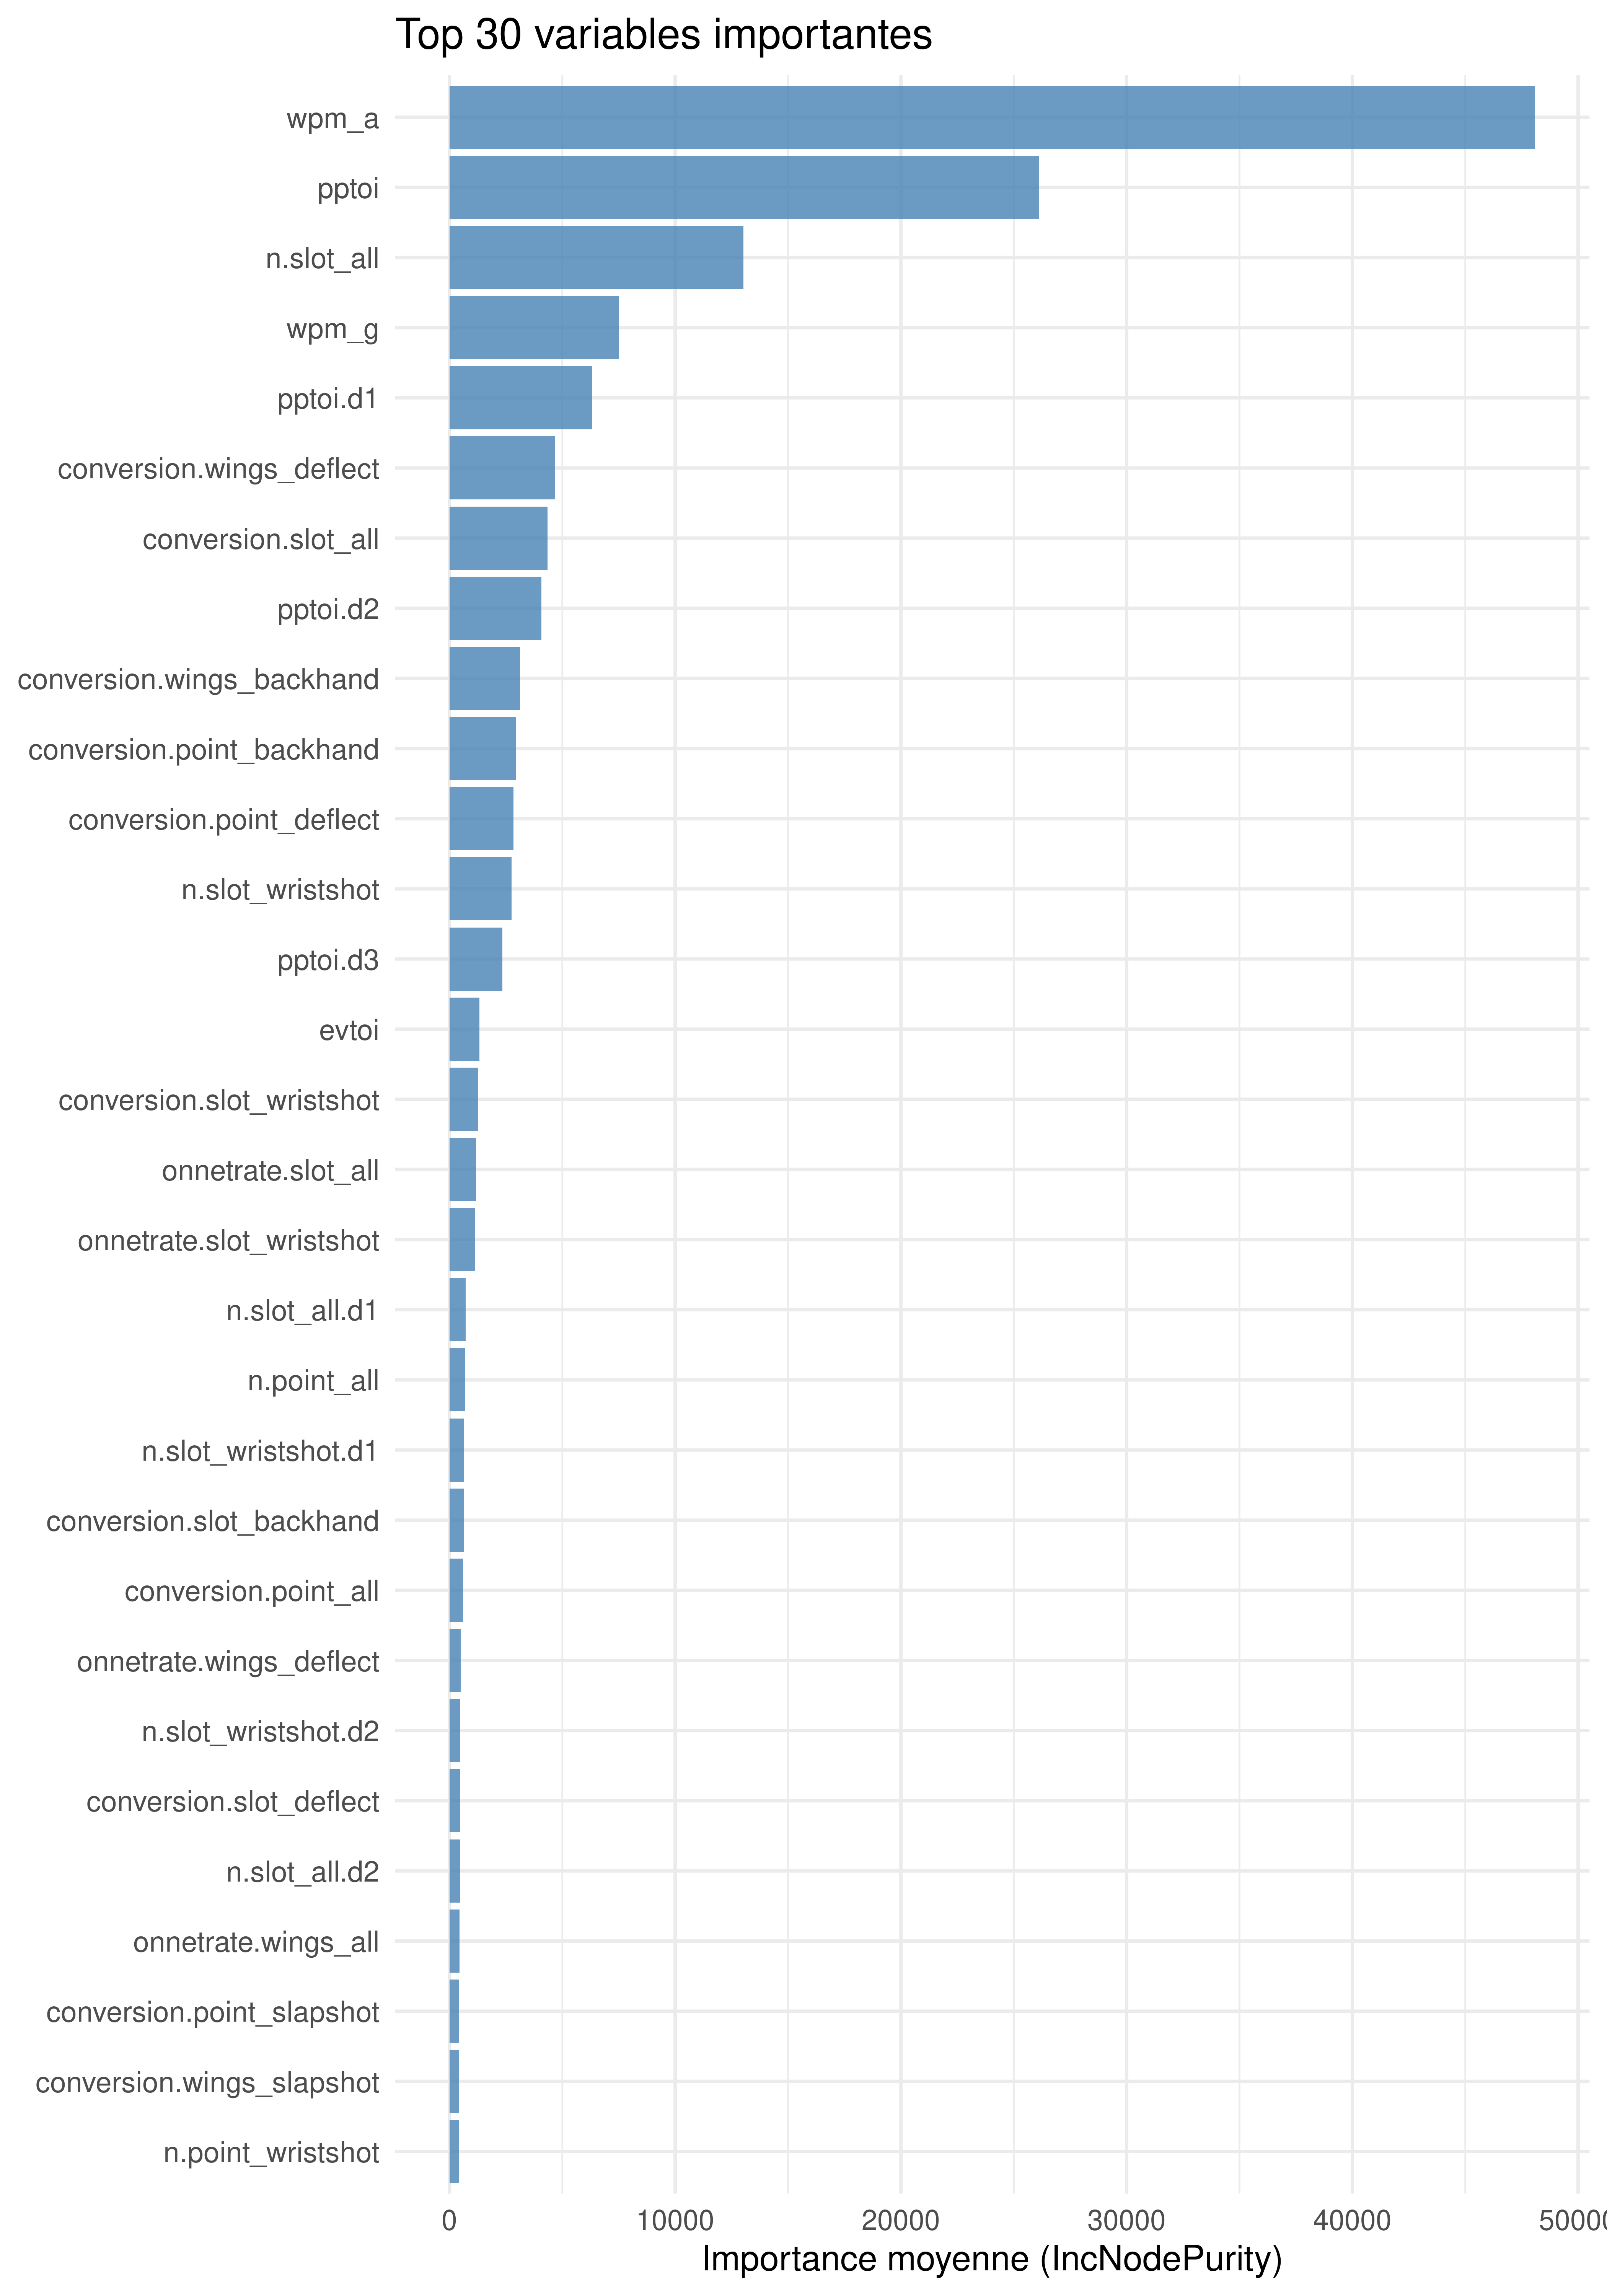 Top 30 variables importantes
wpm_a
pptoi
n.slot_all
wpm_g
pptoi.d1
conversion.wings_deflect
conversion.slot_all
pptoi.d2
conversion.wings_backhand
conversion.point_backhand
conversion.point_deflect
n.slot_wristshot
pptoi.d3
evtoi
conversion.slot_wristshot
onnetrate.slot_all
onnetrate.slot_wristshot
n.slot_all.d1
n.point_all
n.slot_wristshot.d1
conversion.slot_backhand
conversion.point_all
onnetrate.wings_deflect
n.slot_wristshot.d2
conversion.slot_deflect
n.slot_all.d2
onnetrate.wings_all
conversion.point_slapshot
conversion.wings_slapshot
n.point_wristshot
0 10000 20000 30000 40000 50000
Importance moyenne (IncNodePurity)